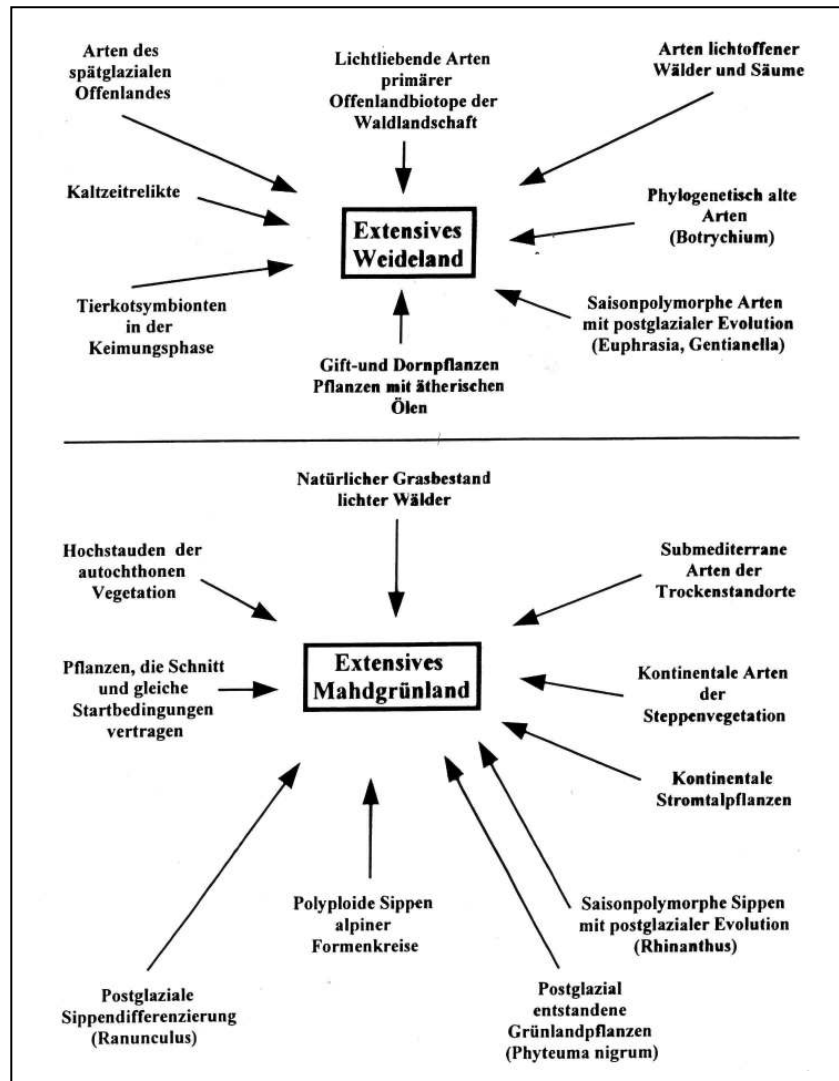 Arten des
spätglazialen
Offenlandes
Lichtliebende Arten
primärer
Offenlandbiotope der
Waldlandschaft
Arten lichtoffener
Wälder und Säume
Kaltzeitrelikte
Extensives
Weideland
Phylogenetisch alte
Arten
(Botrychium)
Tierkotsymbionten
in der
Keimungsphase
Saisonpolymorphe Arten
mit postglazialer Evolution
(Euphrasia, Gentianella)
Gift-und Dornpflanzen
Pflanzen mit ätherischen
Ölen
Natürlicher Grasbestand
lichter Wälder
Hochstauden der
autochthonen
Vegetation
Submediterrane
Arten der
Trockenstandorte
Pflanzen, die Schnitt
und gleiche
Startbedingungen
vertragen
Extensives
Mahdgrünland
Kontinentale Arten
der
Steppenvegetation
Kontinentale
Stromtalpflanzen
Polyploide Sippen
alpiner
Formenkreise
Saisonpolymorphe Sippen
mit postglazialer Evolution
(Rhinanthus)
Postglaziale
Sippendifferenzierung
(Ranunculus)
Postglazial
entstandene
Grünlandpflanzen
(Phyteuma nigrum)